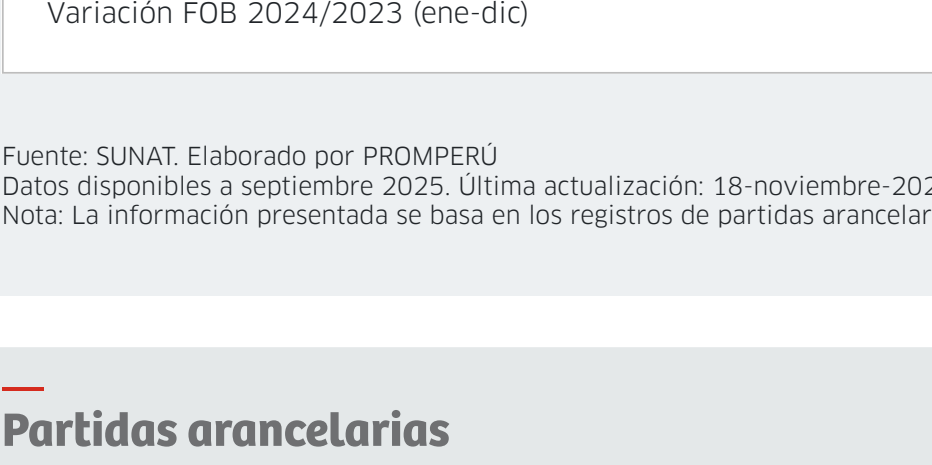 Variación FOB 2024/2023 (ene-dic)
Fuente: SUNAT. Elaborado por PROMPERÚ
Datos disponibles a septiembre 2025. Última actualización: 18-noviembre-202
Nota: La información presentada se basa en los registros de partidas arancelar
Partidas arancelarias